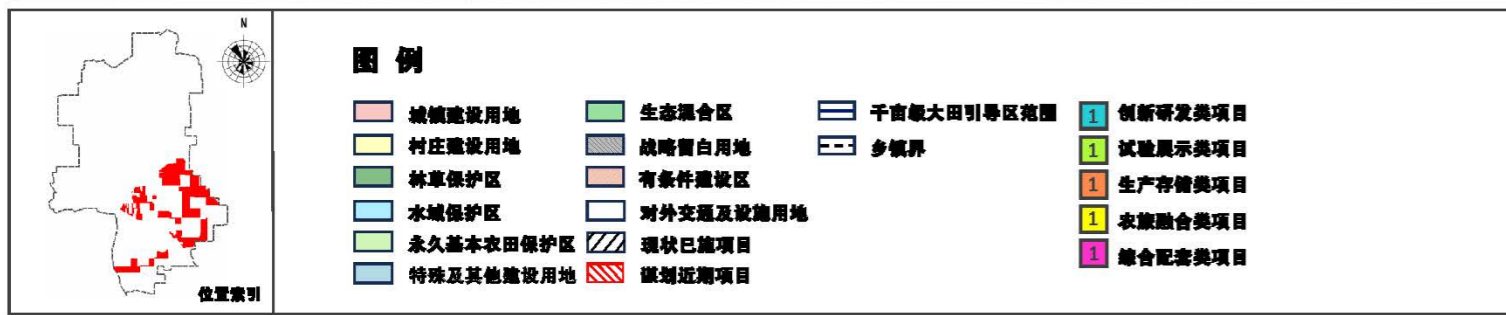 N
位置索引
图 例
城镇建设用地
村庄建设用地
林草保护区
水域保护区
永久基本农田保护区
特殊及其他建设用地
生态混合区
战略留白用地
有条件建设区
对外交通及设施用地
现状已施项目
谋划近期项目
千亩级大田引导区范围
乡镇界
1 创新研发类项目
1 试验展示类项目
1 生产存储类项目
1 农旅融合类项目
1 综合配套类项目